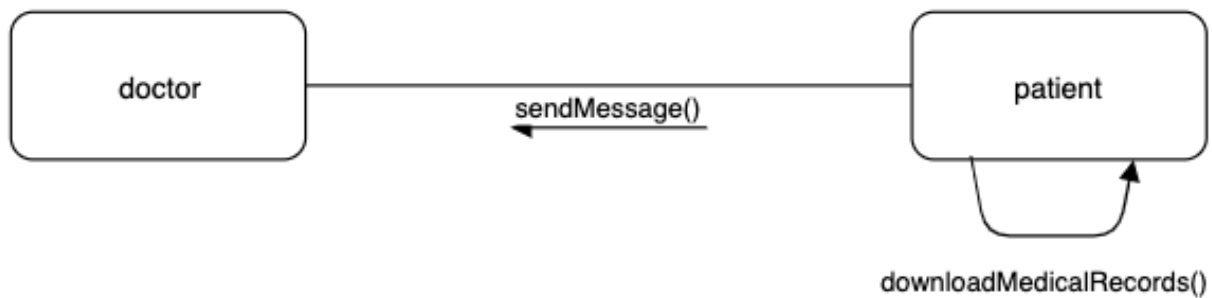 doctor
patient
sendMessage()
downloadMedicalRecords()